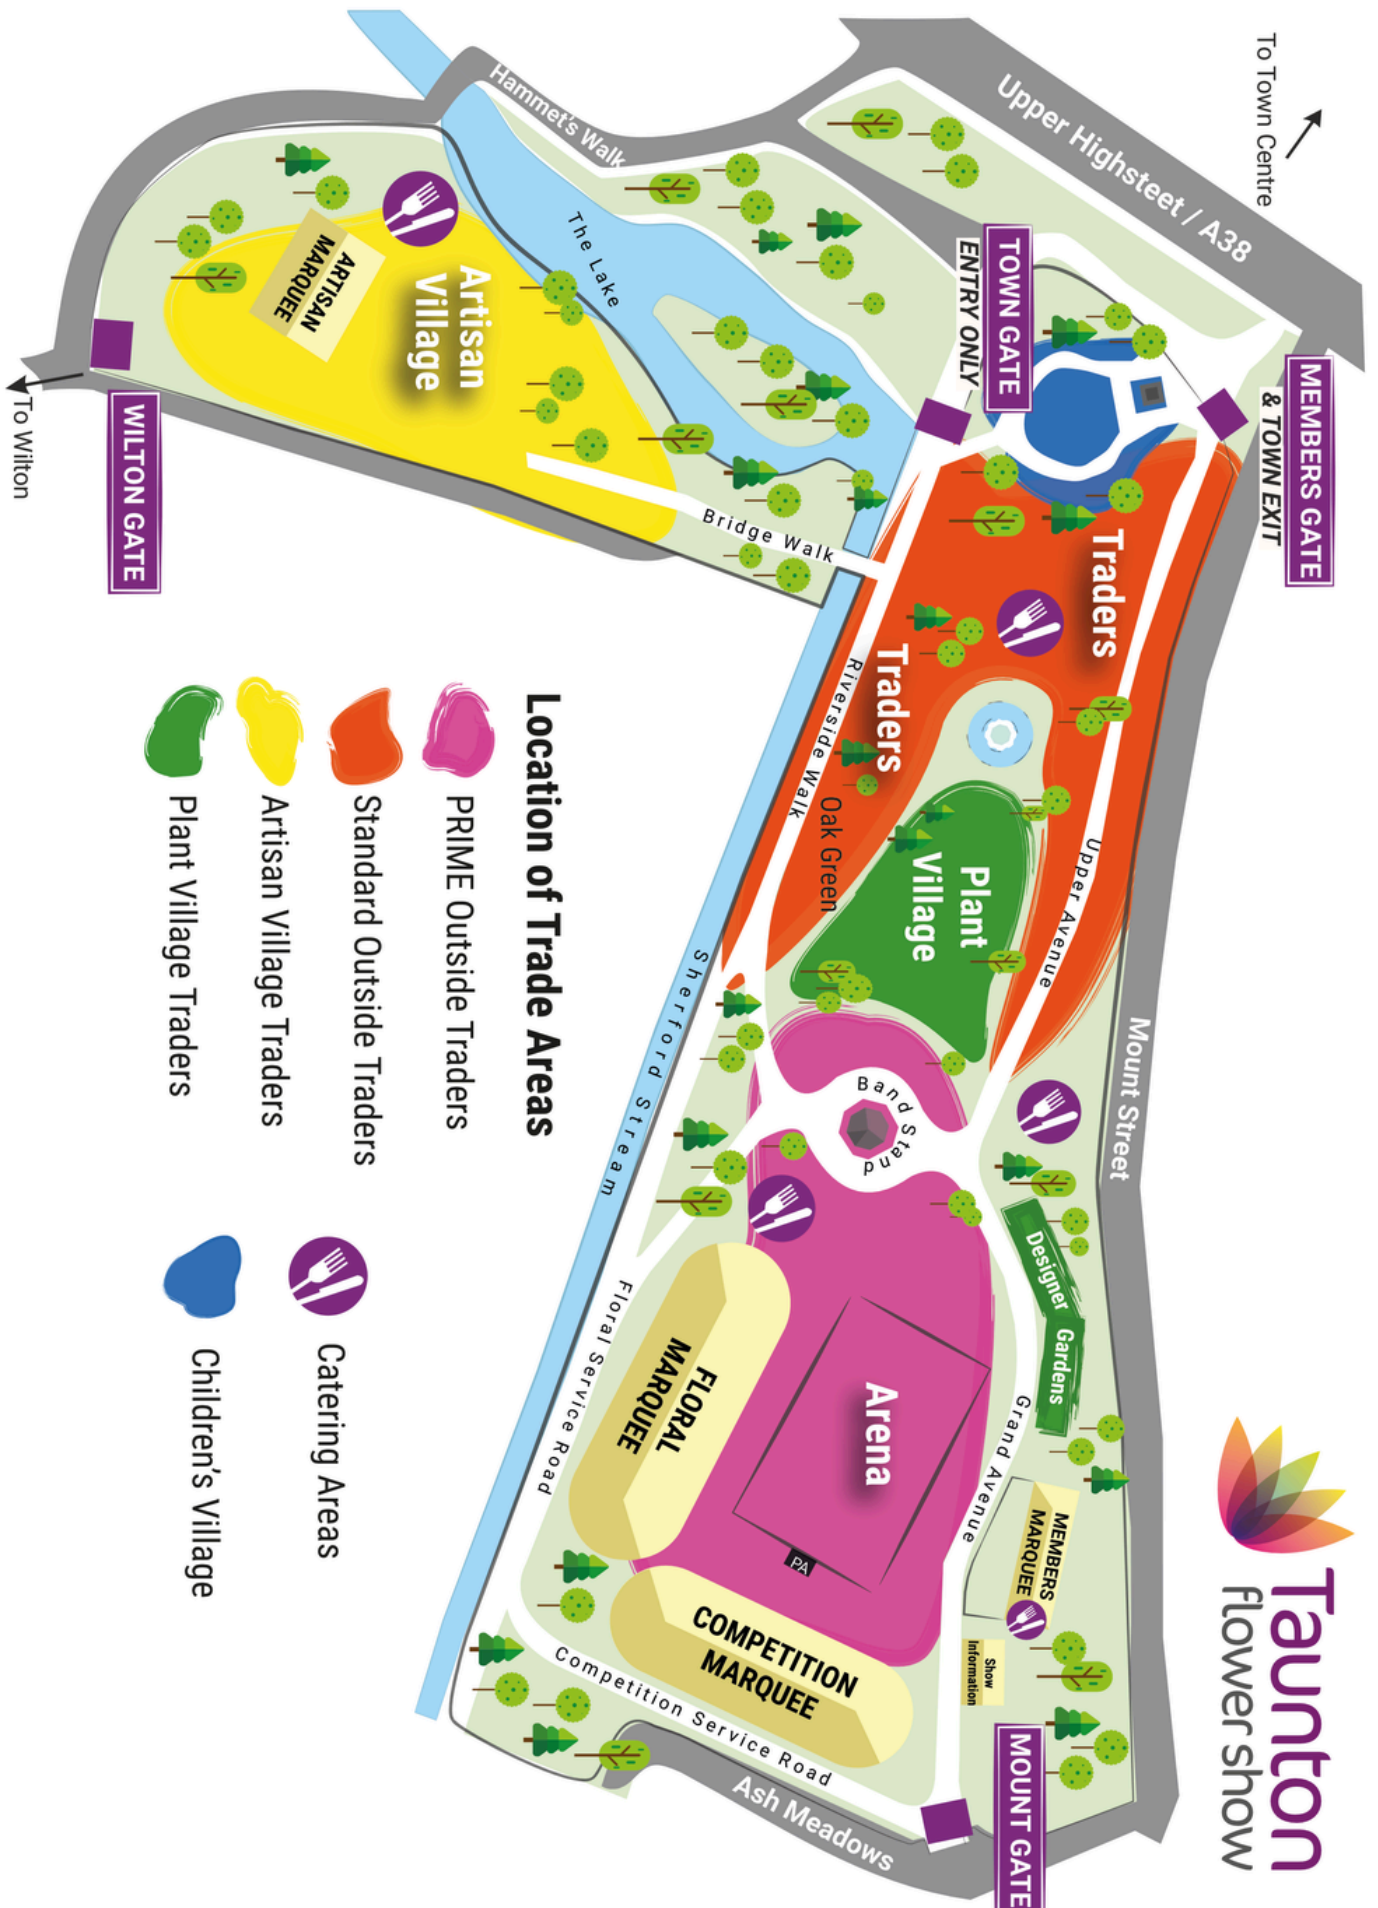 Taunton
flower show
To Town Centre
Upper Highsteet / A38
Hammet's Walk
MEMBERS GATE
& TOWN EXIT
TOWN GATE
ENTRY ONLY
Mount Street
Traders
Traders
Upper Avenue
Plant
Village
Oak Green
Riverside Walk
The Lake
Bridge Walk
Artisan
Village
ARTISAN
MARQUEE
WILTON GATE
To Wilton
Sherford Stream
Band Stand
Designer Gardens
Grand Avenue
Arena
PA
FLORAL
MARQUEE
Floral Service Road
MEMBERS
MARQUEE
Show
Information
COMPETITION
MARQUEE
Competition Service Road
MOUNT GATE
Ash Meadows
Location of Trade Areas
PRIME Outside Traders
Standard Outside Traders
Artisan Village Traders
Plant Village Traders
Catering Areas
Children's Village